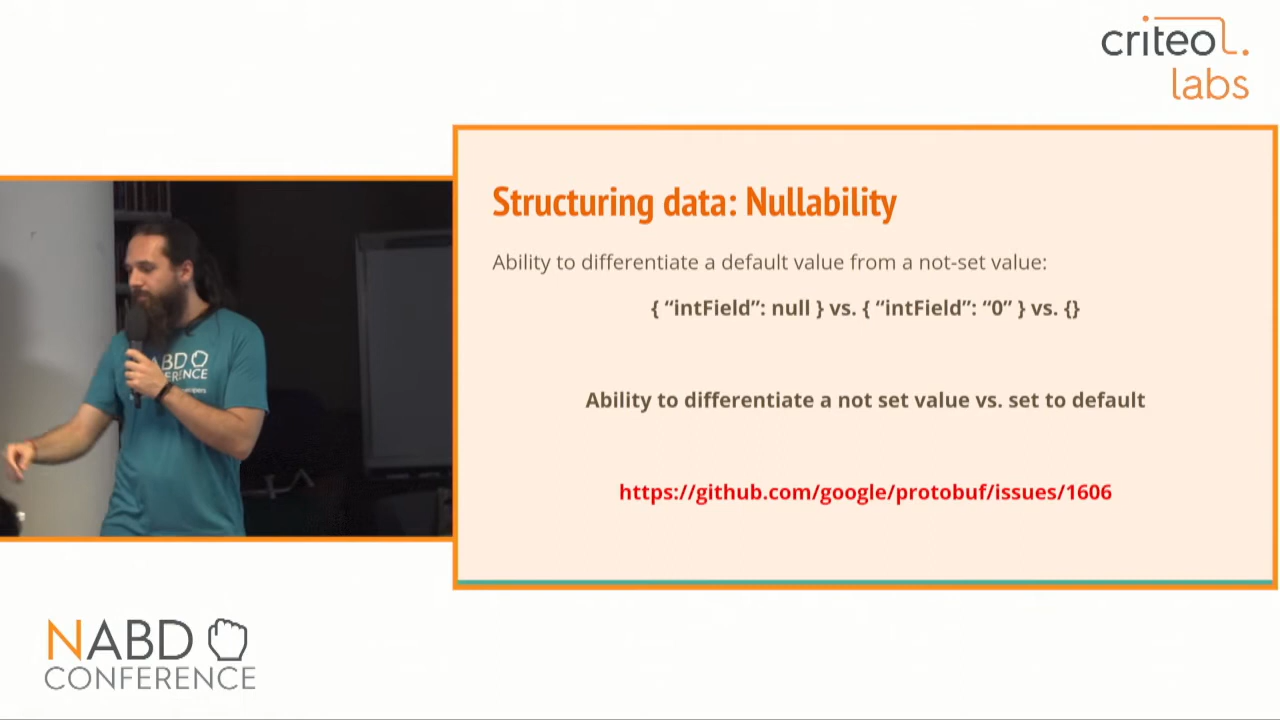 criteo.
labs
Structuring data: Nullability
Ability to differentiate a default value from a not-set value:
{ “intField”: null } vs. { “intField”: “0” } vs. {}
Ability to differentiate a not set value vs. set to default
https://github.com/google/protobuf/issues/1606
NABD
CONFERENCE